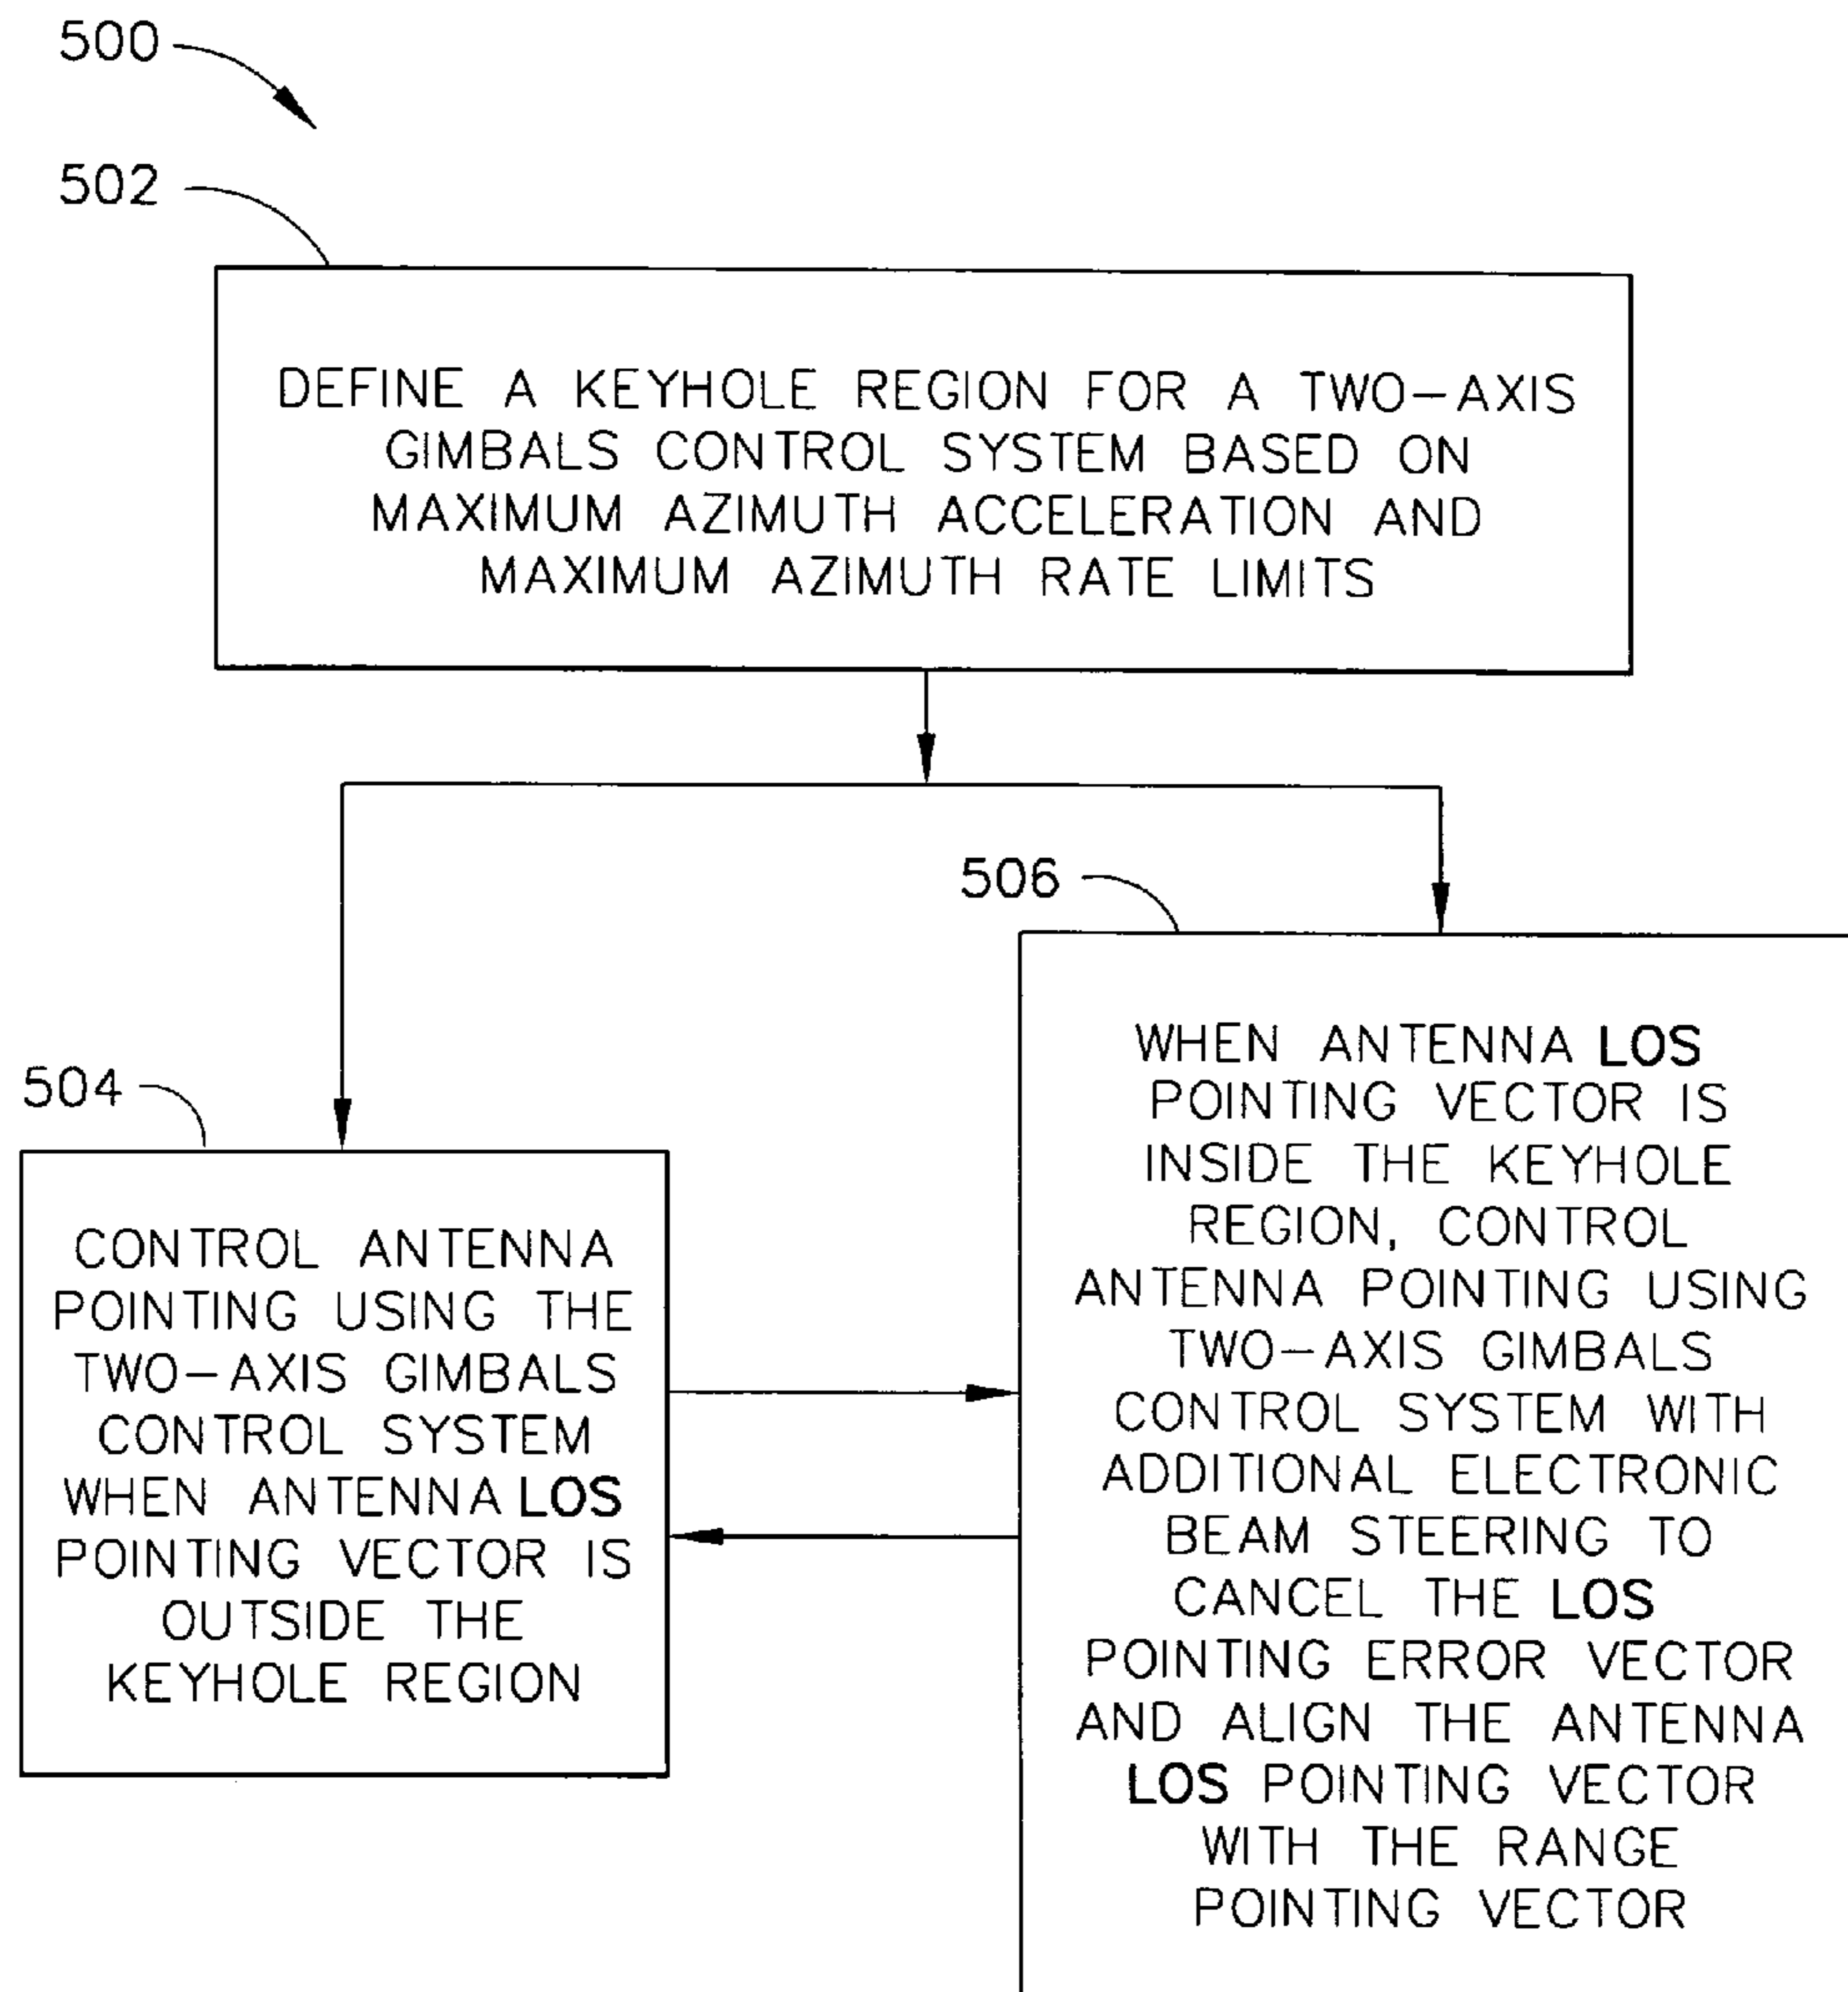 500
502
DEFINE A KEYHOLE REGION FOR A TWO-AXIS
GIMBALS CONTROL SYSTEM BASED ON
MAXIMUM AZIMUTH ACCELERATION AND
MAXIMUM AZIMUTH RATE LIMITS
504
CONTROL ANTENNA
POINTING USING THE
TWO-AXIS GIMBALS
CONTROL SYSTEM
WHEN ANTENNA LOS
POINTING VECTOR IS
OUTSIDE THE
KEYHOLE REGION
506
WHEN ANTENNA LOS
POINTING VECTOR IS
INSIDE THE KEYHOLE
REGION, CONTROL
ANTENNA POINTING USING
TWO-AXIS GIMBALS
CONTROL SYSTEM WITH
ADDITIONAL ELECTRONIC
BEAM STEERING TO
CANCEL THE LOS
POINTING ERROR VECTOR
AND ALIGN THE ANTENNA
LOS POINTING VECTOR
WITH THE RANGE
POINTING VECTOR